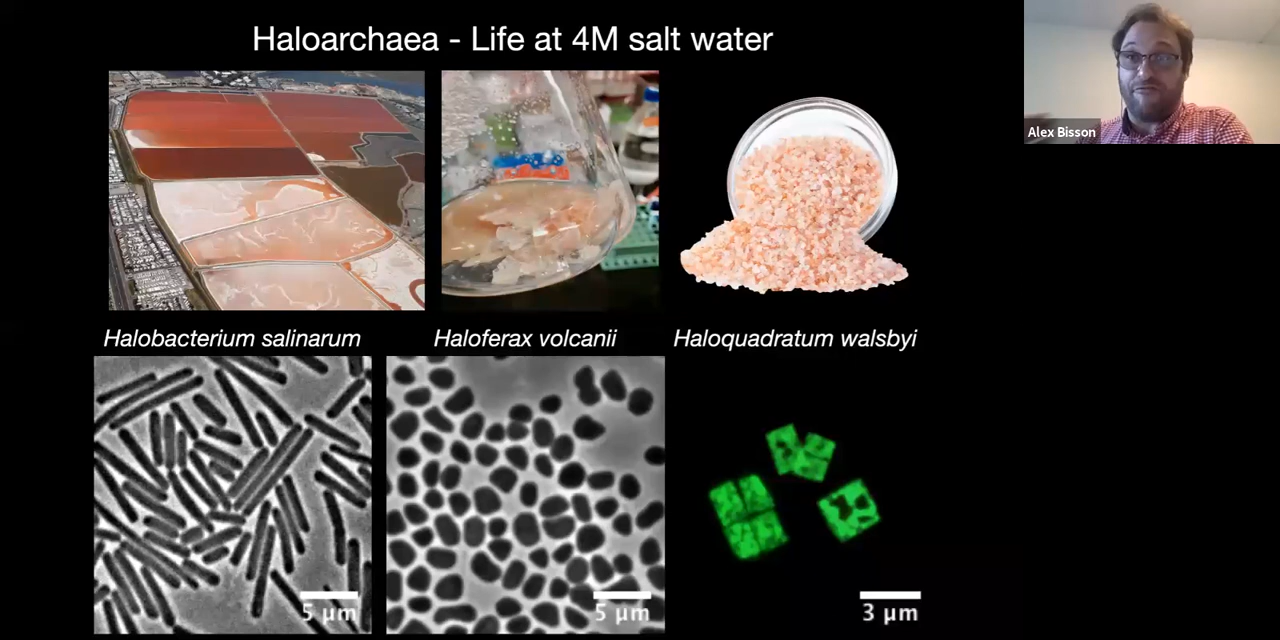 Haloarchaea - Life at 4M salt water
Alex Bisson
Halobacterium salinarum
Haloferax volcanii
Haloquadratum walsbyi
5 µm
5 µm
3 µm